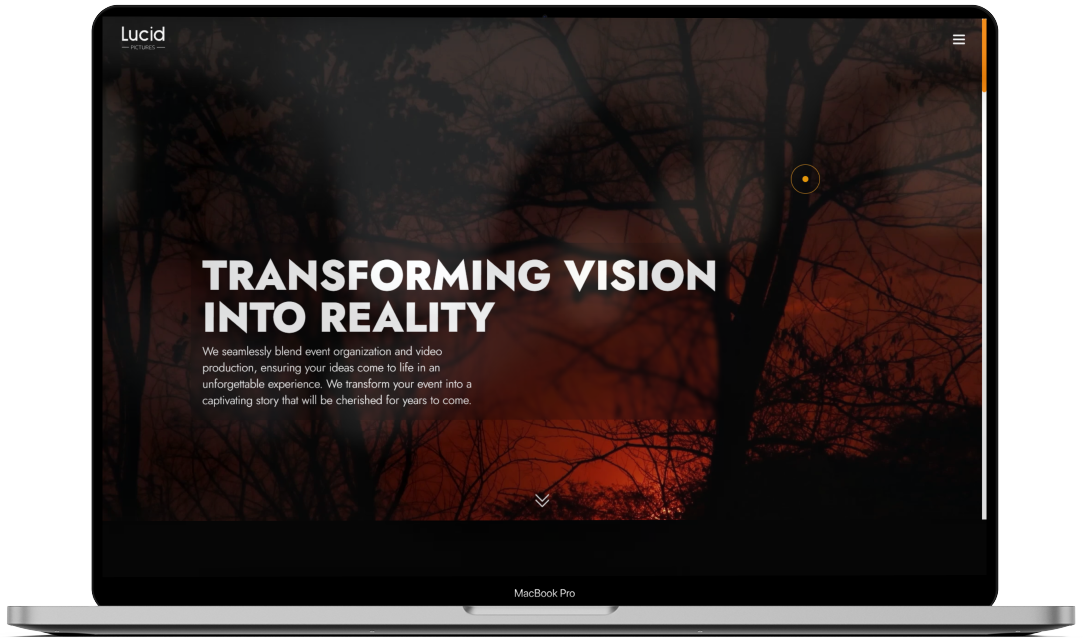 Lucid
PICTURES
TRANSFORMING VISION
INTO REALITY
We seamlessly blend event organization and video
production, ensuring your ideas come to life in an
unforgettable experience. We transform your event into a
captivating story that will be cherished for years to come.
MacBook Pro